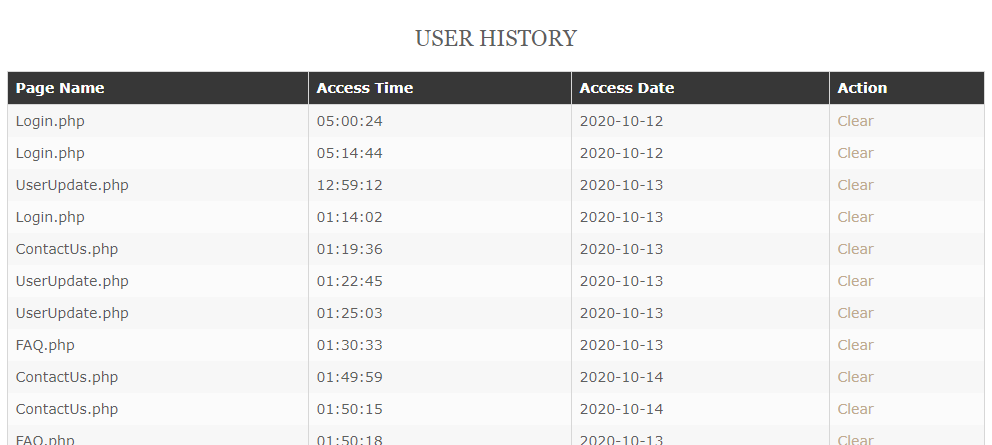 USER HISTORY
Page Name Access Time Access Date Action
Login.php 05:00:24 2020-10-12 Clear
Login.php 05:14:44 2020-10-12 Clear
UserUpdate.php 12:59:12 2020-10-13 Clear
Login.php 01:14:02 2020-10-13 Clear
ContactUs.php 01:19:36 2020-10-13 Clear
UserUpdate.php 01:22:45 2020-10-13 Clear
UserUpdate.php 01:25:03 2020-10-13 Clear
FAQ.php 01:30:33 2020-10-13 Clear
ContactUs.php 01:49:59 2020-10-14 Clear
ContactUs.php 01:50:15 2020-10-14 Clear
FAQ.php 01:50:18 2020-10-13 Clear